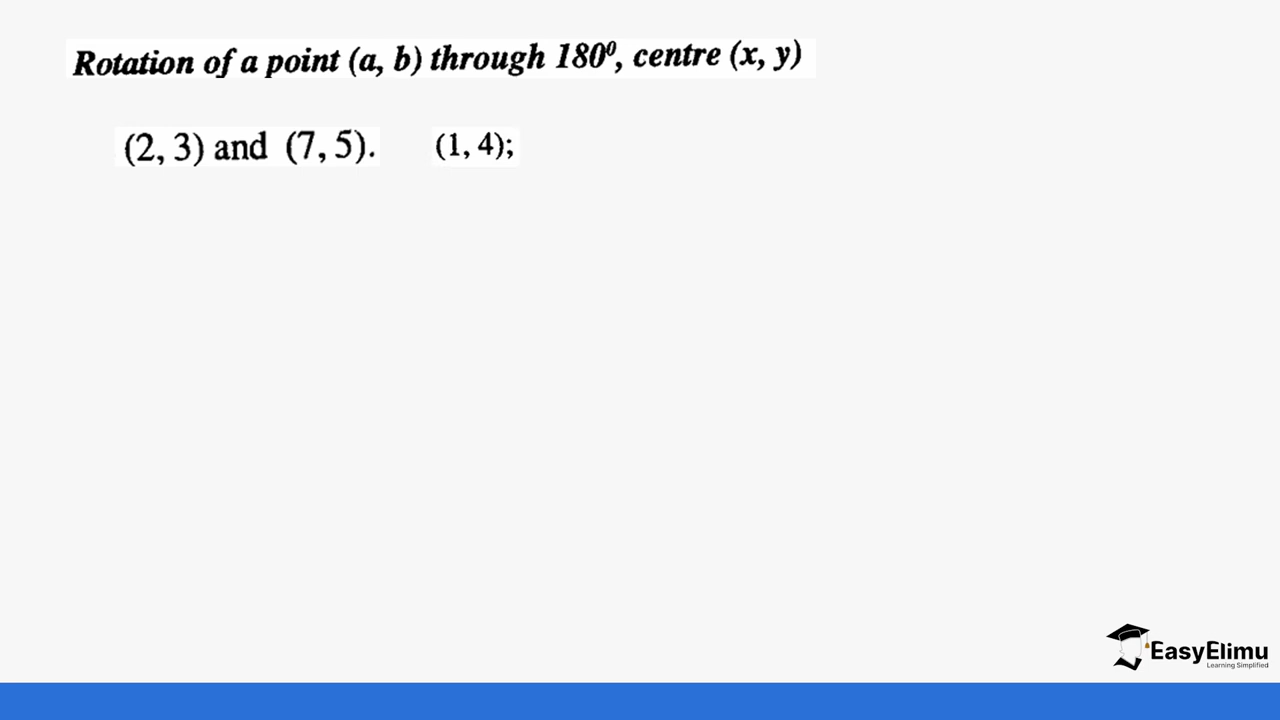 Rotation of a point (a, b) through 180⁰, centre (x, y)
(2, 3) and (7, 5). (1, 4);
EasyElimu
Learning Simplified